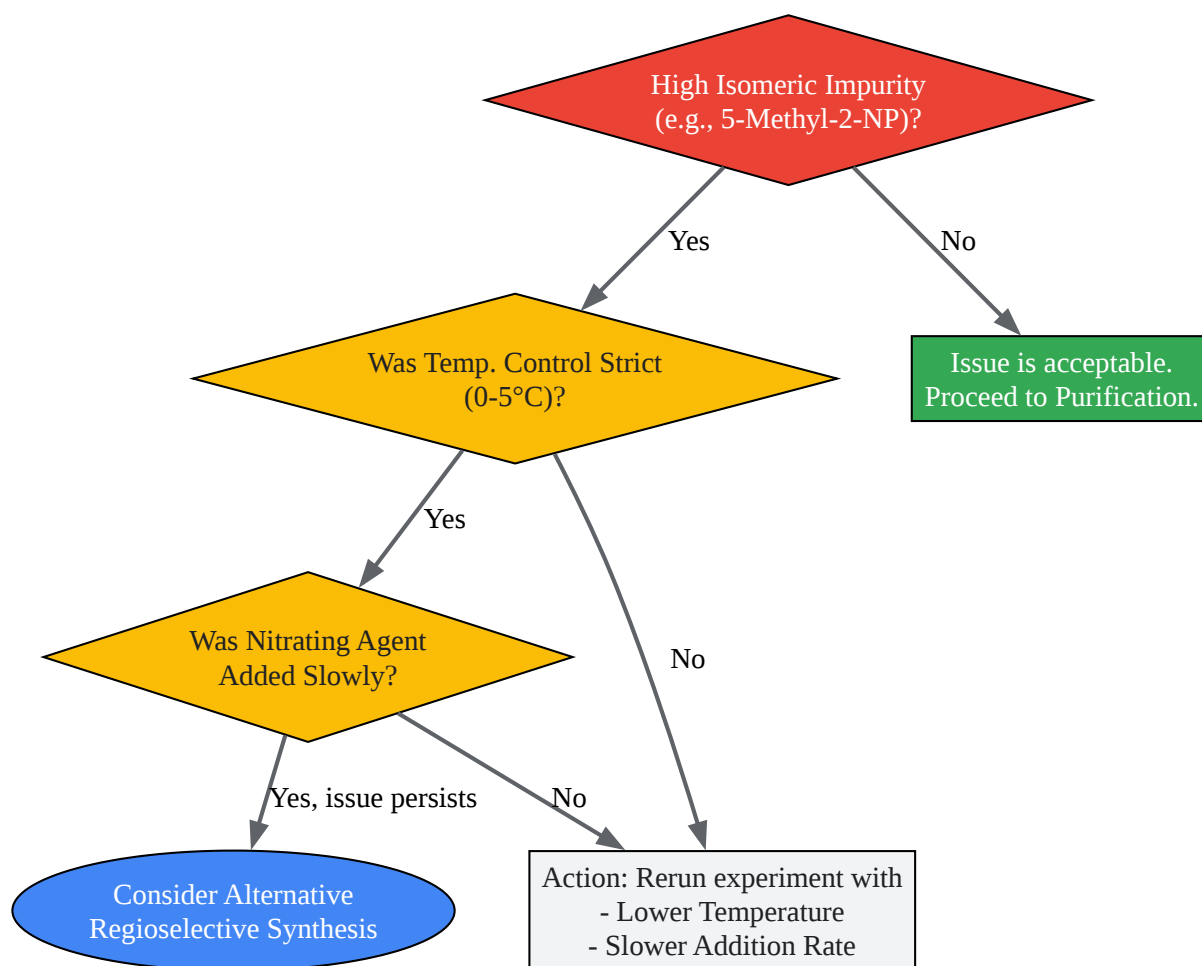 High Isomeric Impurity
(e.g., 5-Methyl-2-NP)?
Yes
No
Was Temp. Control Strict
(0-5°C)?
Issue is acceptable.
Proceed to Purification.
Yes
No
Was Nitrating Agent
Added Slowly?
Yes, issue persists
No
Consider Alternative
Regioselective Synthesis
Action: Rerun experiment with
- Lower Temperature
- Slower Addition Rate